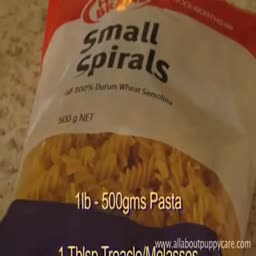 Small
Spirals
100% Durum Wheat Semolina
500 g NET
1lb - 500gms Pasta
www.allaboutpuppycare.com
1 Tblsp Treacle/Molasses